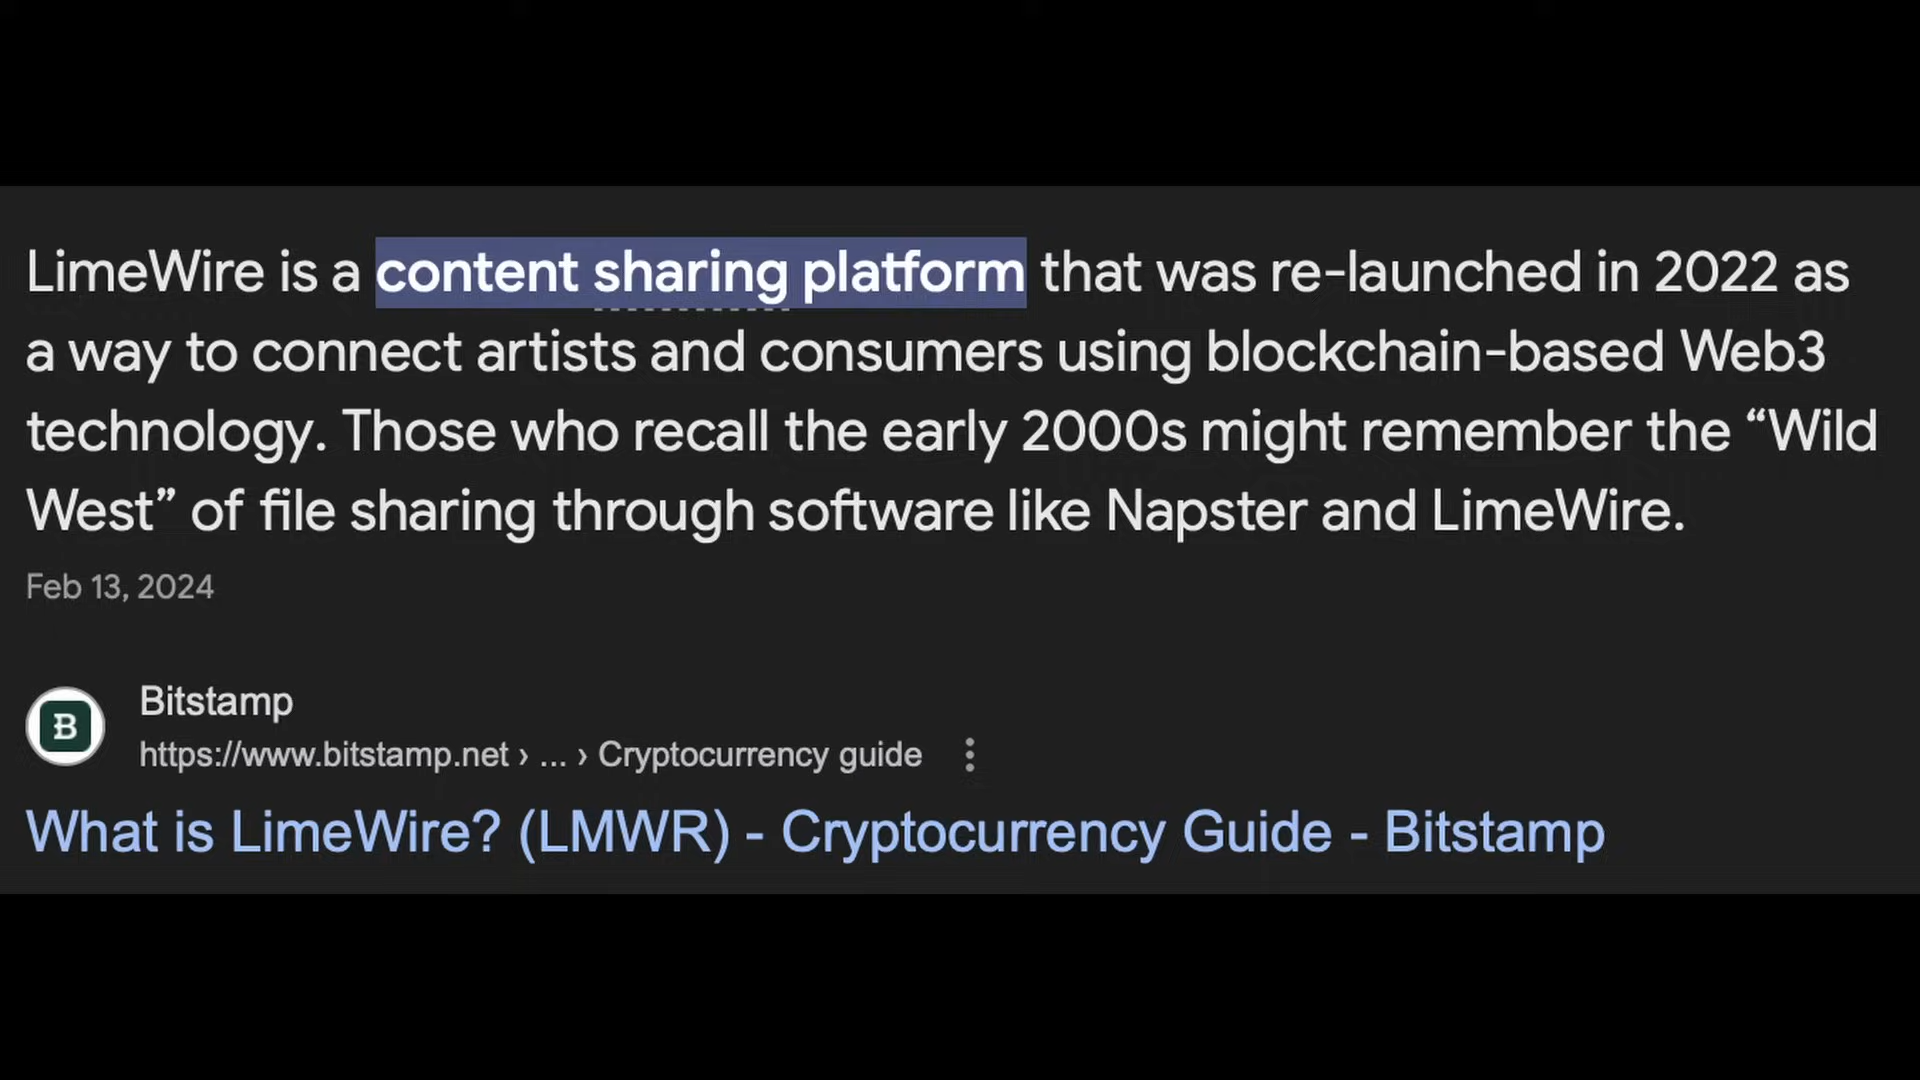 LimeWire is a content sharing platform that was re-launched in 2022 as
a way to connect artists and consumers using blockchain-based Web3
technology. Those who recall the early 2000s might remember the “Wild
West” of file sharing through software like Napster and LimeWire.
Feb 13, 2024
B
Bitstamp
https://www.bitstamp.net › ... › Cryptocurrency guide
What is LimeWire? (LMWR) - Cryptocurrency Guide - Bitstamp